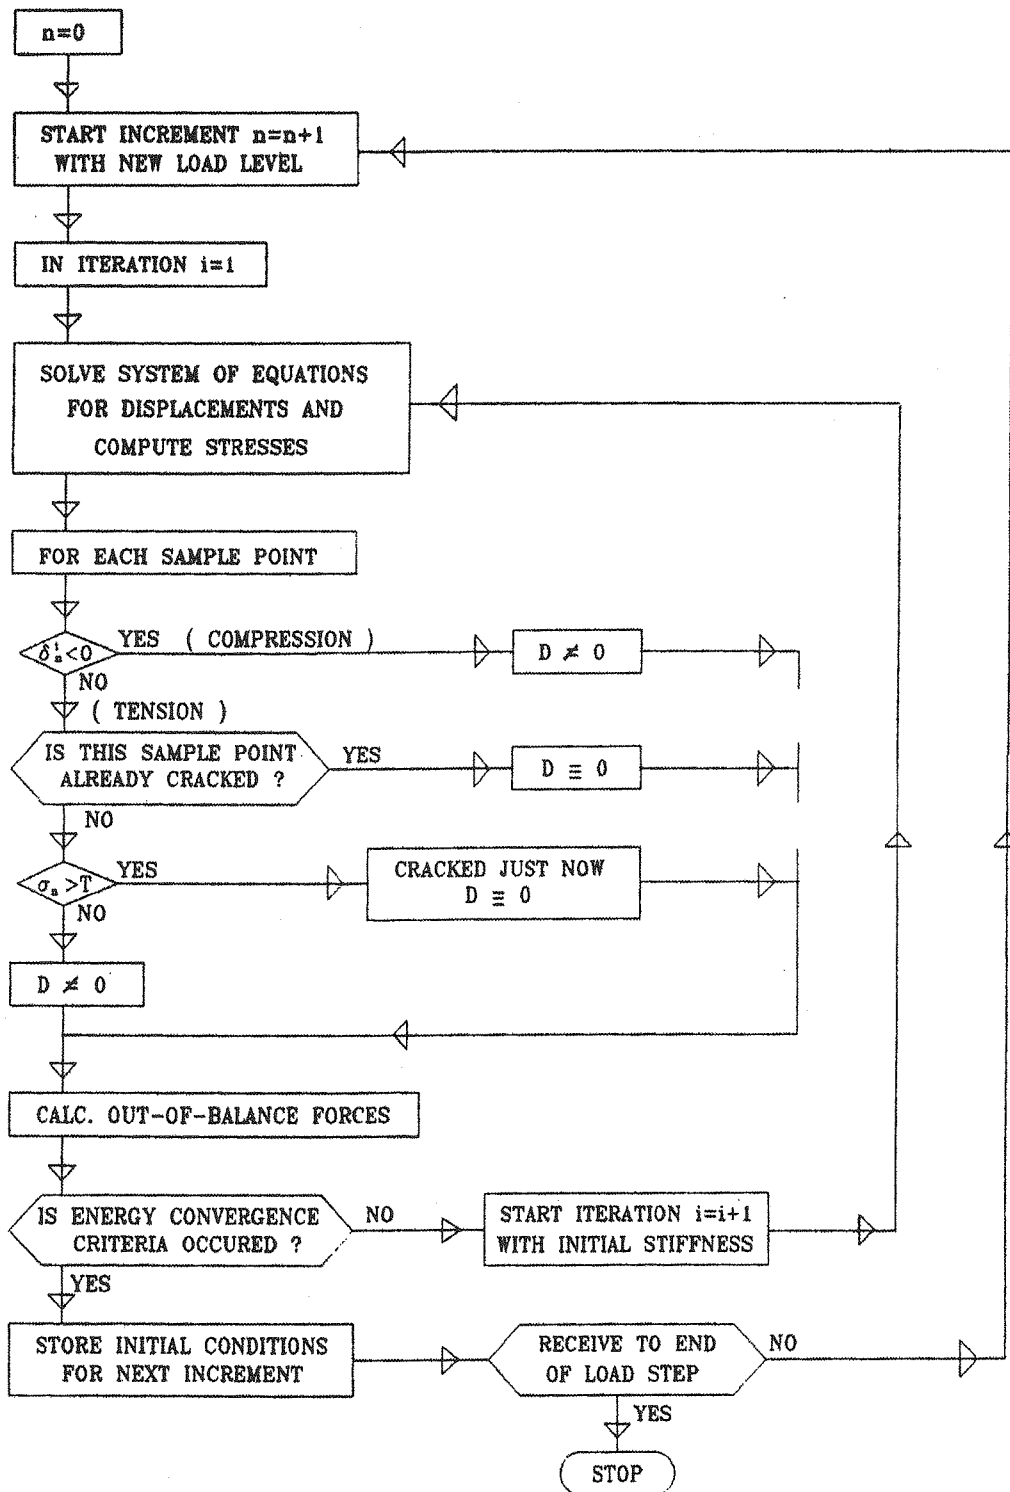 n=0
START INCREMENT n=n+1
WITH NEW LOAD LEVEL
IN ITERATION i=1
SOLVE SYSTEM OF EQUATIONS
FOR DISPLACEMENTS AND
COMPUTE STRESSES
FOR EACH SAMPLE POINT
δₙⁱ<0
YES ( COMPRESSION )
D ≠ 0
NO
( TENSION )
IS THIS SAMPLE POINT
ALREADY CRACKED ?
YES
D ≡ 0
NO
σₙ>T
YES
CRACKED JUST NOW
D ≡ 0
NO
D ≠ 0
CALC. OUT-OF-BALANCE FORCES
IS ENERGY CONVERGENCE
CRITERIA OCCURED ?
NO
START ITERATION i=i+1
WITH INITIAL STIFFNESS
YES
STORE INITIAL CONDITIONS
FOR NEXT INCREMENT
RECEIVE TO END
OF LOAD STEP
NO
YES
STOP